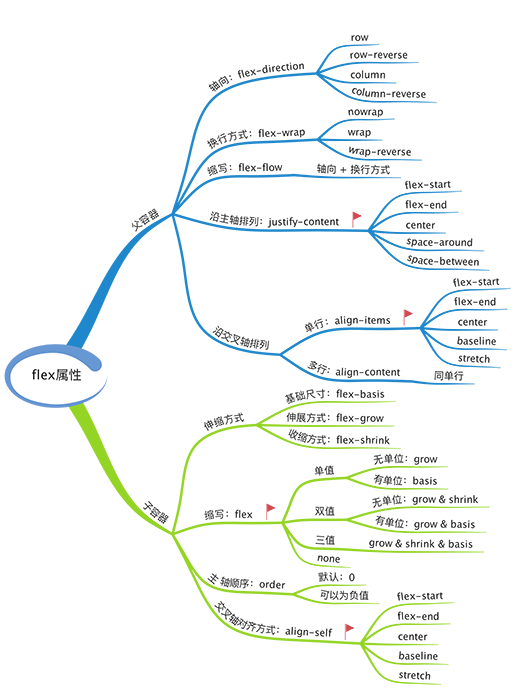 flex属性
父容器
轴向：flex-direction
row
row-reverse
column
column-reverse
换行方式：flex-wrap
nowrap
wrap
wrap-reverse
缩写：flex-flow
轴向 + 换行方式
沿主轴排列：justify-content
flex-start
flex-end
center
space-around
space-between
沿交叉轴排列
单行：align-items
flex-start
flex-end
center
baseline
stretch
多行：align-content
同单行
子容器
伸缩方式
基础尺寸：flex-basis
伸展方式：flex-grow
收缩方式：flex-shrink
缩写：flex
单值
无单位：grow
有单位：basis
双值
无单位：grow & shrink
有单位：grow & basis
三值
grow & shrink & basis
none
主轴顺序：order
默认：0
可以为负值
交叉轴对齐方式：align-self
flex-start
flex-end
center
baseline
stretch